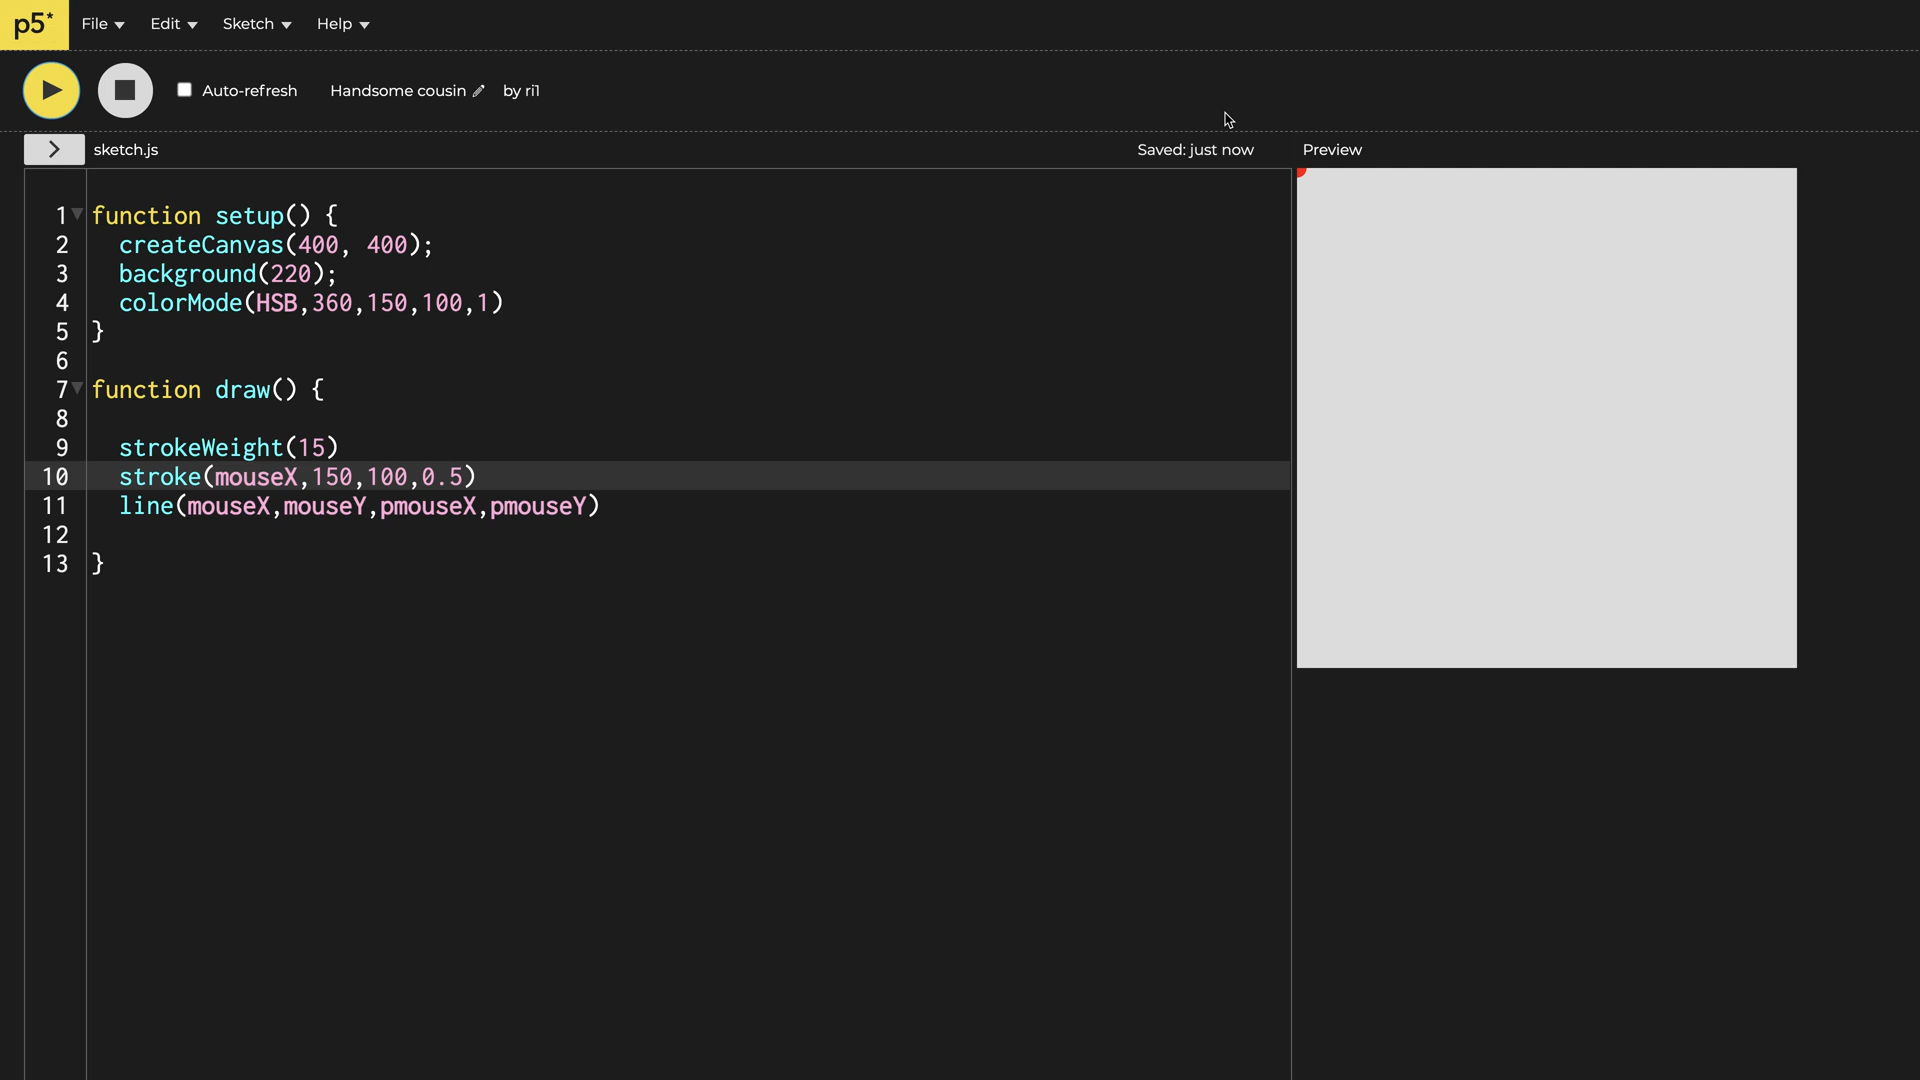 p5* File Edit Sketch Help
Auto-refresh Handsome cousin by ri1
sketch.js Saved: just now Preview
1 function setup() {
2 createCanvas(400, 400);
3 background(220);
4 colorMode(HSB,360,150,100,1)
5 }
6
7 function draw() {
8
9 strokeWeight(15)
10 stroke(mouseX,150,100,0.5)
11 line(mouseX,mouseY,pmouseX,pmouseY)
12
13 }